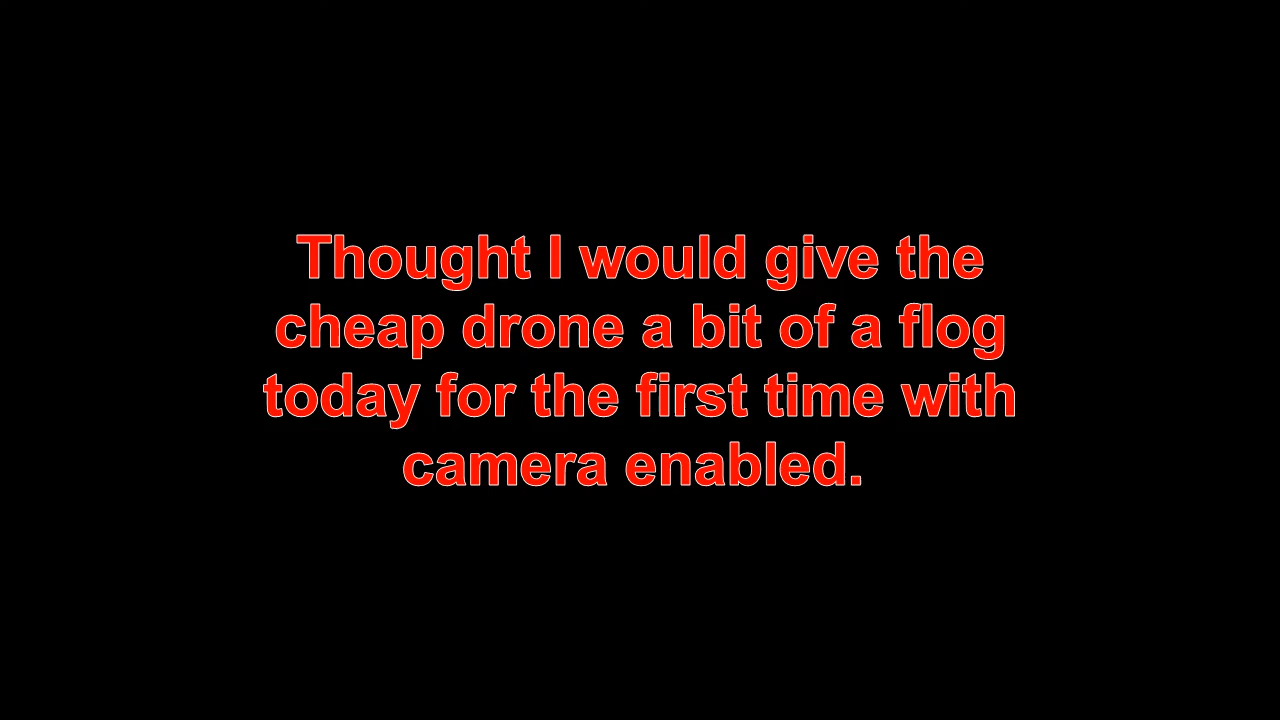 Thought I would give the
cheap drone a bit of a flog
today for the first time with
camera enabled.